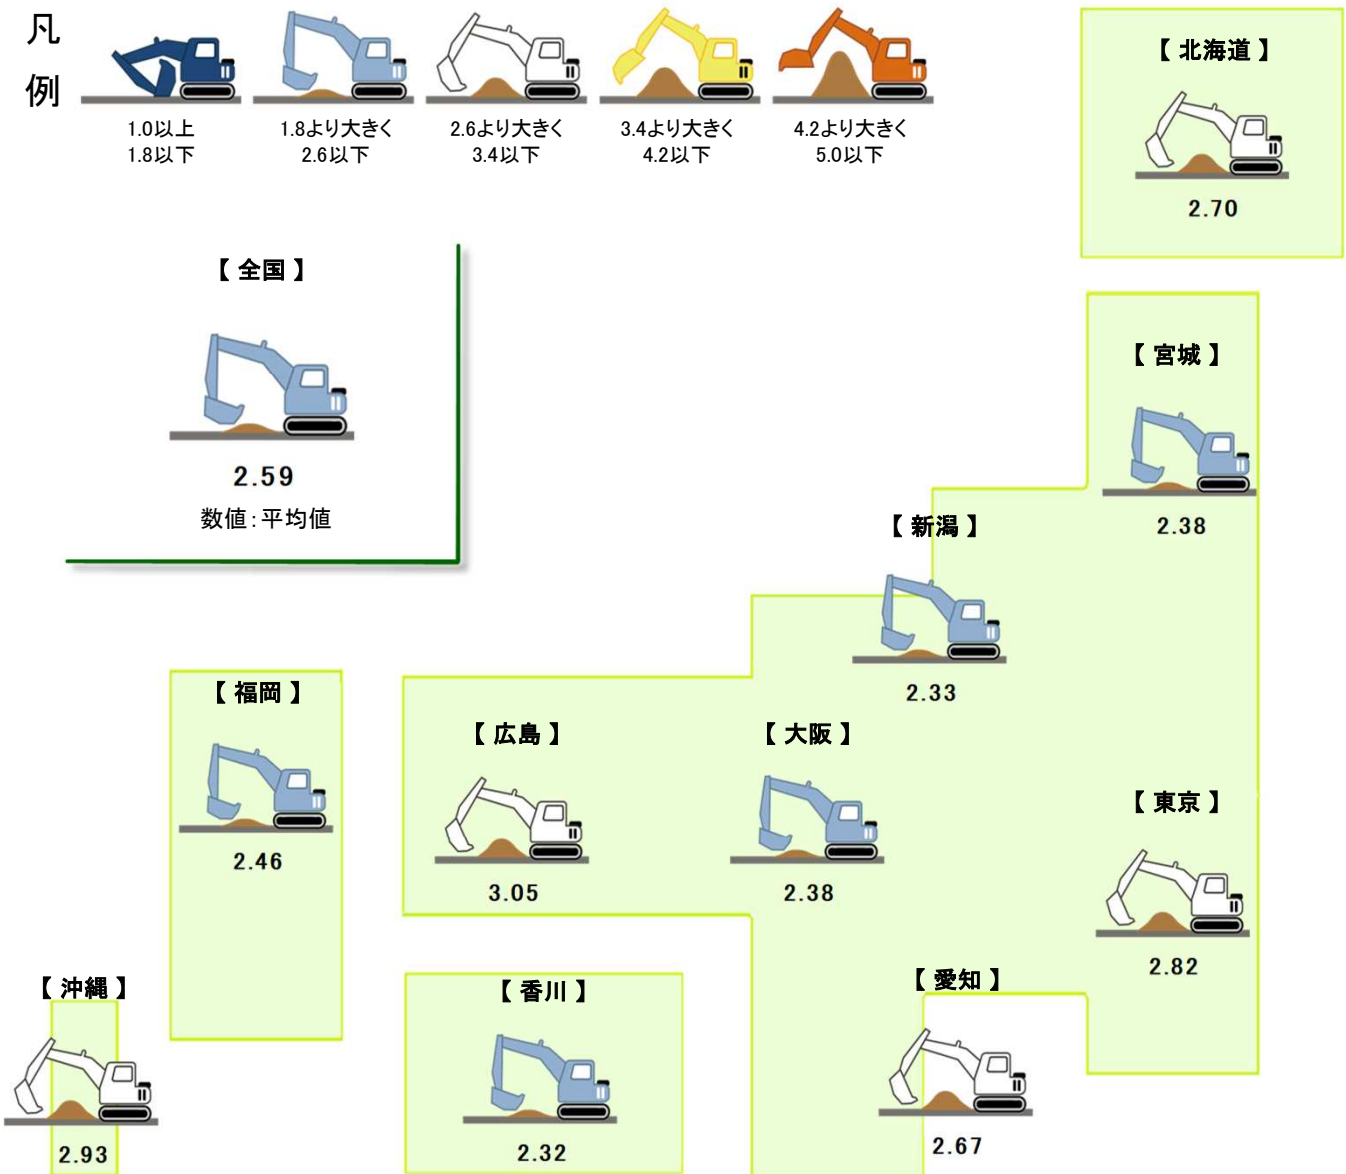 凡
例
1.0以上
1.8以下
1.8より大きく
2.6以下
2.6より大きく
3.4以下
3.4より大きく
4.2以下
4.2より大きく
5.0以下
【 北海道 】
2.70
【 全国 】
2.59
数値:平均値
【 宮城 】
2.38
【 新潟 】
2.33
【 福岡 】
2.46
【 広島 】
3.05
【 大阪 】
2.38
【 東京 】
2.82
【 沖縄 】
2.93
【 香川 】
2.32
【 愛知 】
2.67